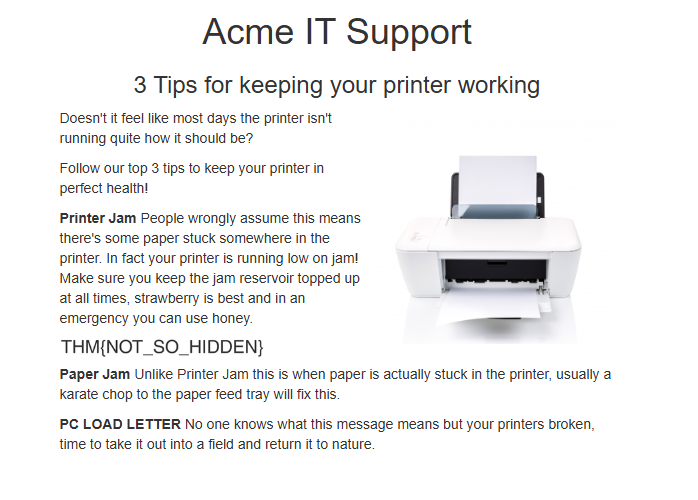 Acme IT Support
3 Tips for keeping your printer working
Doesn't it feel like most days the printer isn't
running quite how it should be?
Follow our top 3 tips to keep your printer in
perfect health!
Printer Jam People wrongly assume this means
there's some paper stuck somewhere in the
printer. In fact your printer is running low on jam!
Make sure you keep the jam reservoir topped up
at all times, strawberry is best and in an
emergency you can use honey.
THM{NOT_SO_HIDDEN}
Paper Jam Unlike Printer Jam this is when paper is actually stuck in the printer, usually a
karate chop to the paper feed tray will fix this.
PC LOAD LETTER No one knows what this message means but your printers broken,
time to take it out into a field and return it to nature.